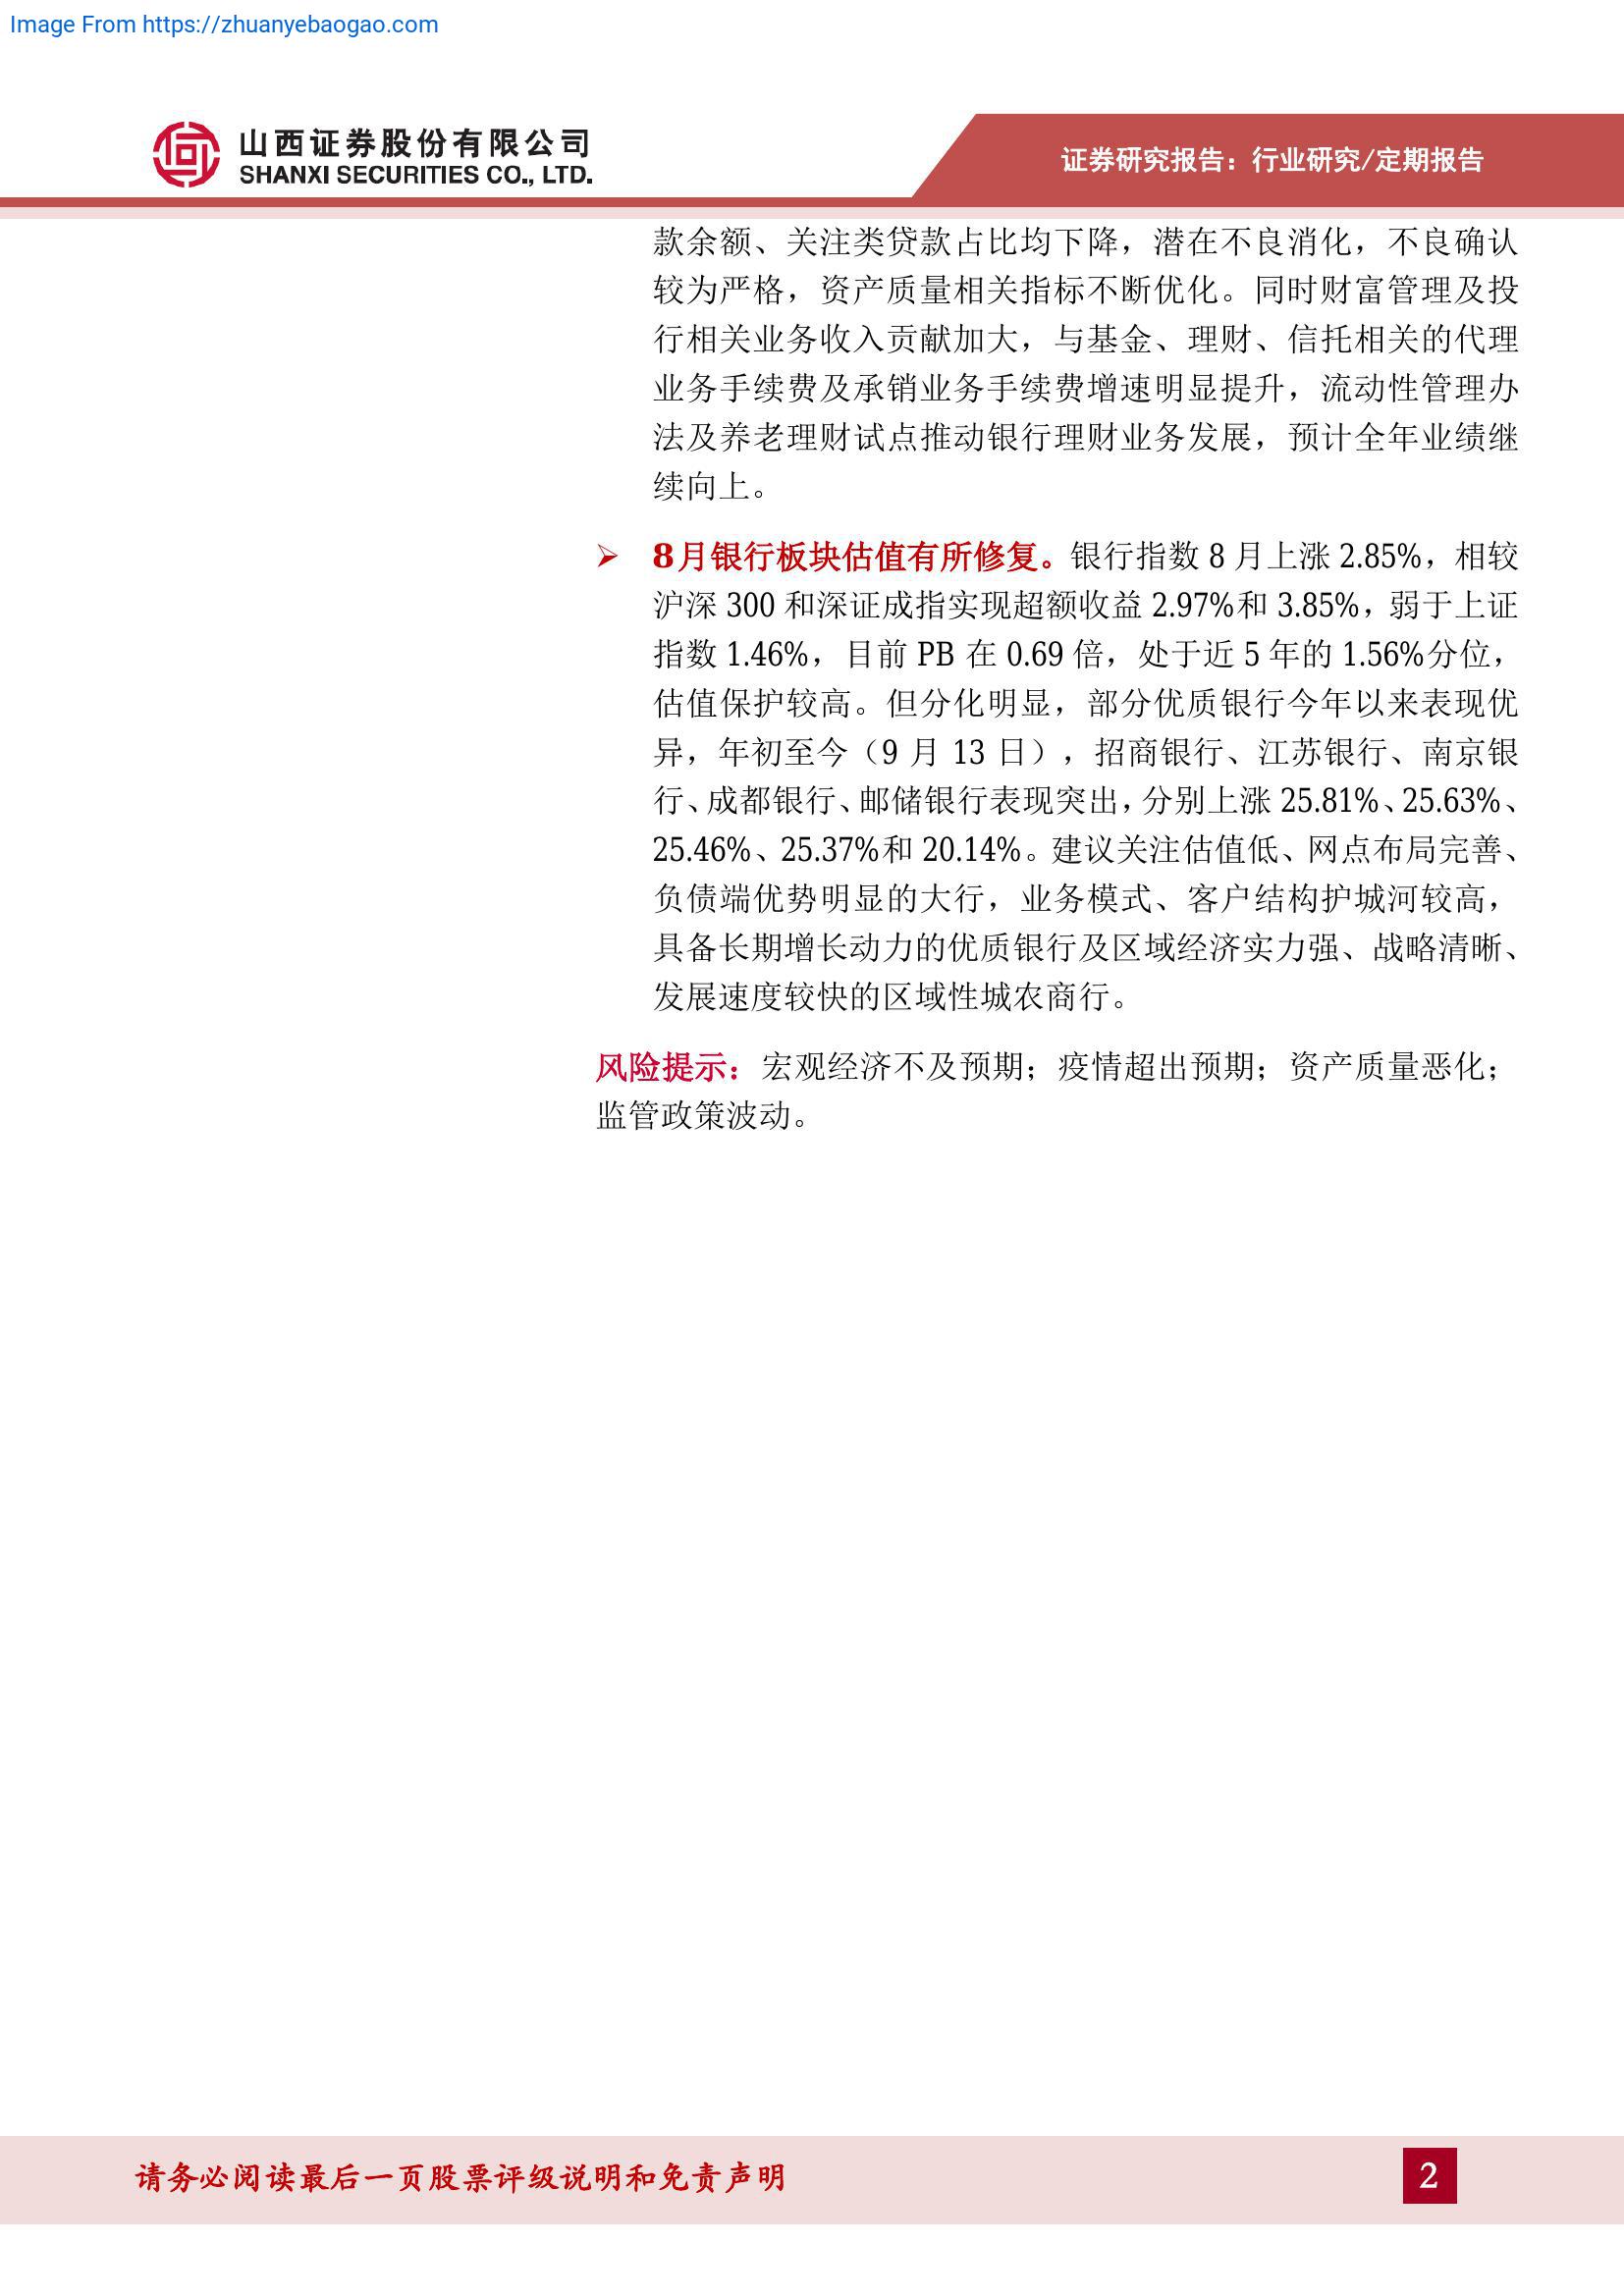 Image From https://zhuanyebaogao.com
山西证券股份有限公司
SHANXI SECURITIES CO., LTD.
证券研究报告：行业研究/定期报告
款余额、关注类贷款占比均下降，潜在不良消化，不良确认
较为严格，资产质量相关指标不断优化。同时财富管理及投
行相关业务收入贡献加大，与基金、理财、信托相关的代理
业务手续费及承销业务手续费增速明显提升，流动性管理办
法及养老理财试点推动银行理财业务发展，预计全年业绩继
续向上。
➢ 8月银行板块估值有所修复。银行指数 8 月上涨 2.85%，相较
沪深 300 和深证成指实现超额收益 2.97%和 3.85%，弱于上证
指数 1.46%，目前 PB 在 0.69 倍，处于近 5 年的 1.56%分位，
估值保护较高。但分化明显，部分优质银行今年以来表现优
异，年初至今（9 月 13 日），招商银行、江苏银行、南京银
行、成都银行、邮储银行表现突出，分别上涨 25.81%、25.63%、
25.46%、25.37%和 20.14%。建议关注估值低、网点布局完善、
负债端优势明显的大行，业务模式、客户结构护城河较高，
具备长期增长动力的优质银行及区域经济实力强、战略清晰、
发展速度较快的区域性城农商行。
风险提示：宏观经济不及预期；疫情超出预期；资产质量恶化；
监管政策波动。
请务必阅读最后一页股票评级说明和免责声明
2